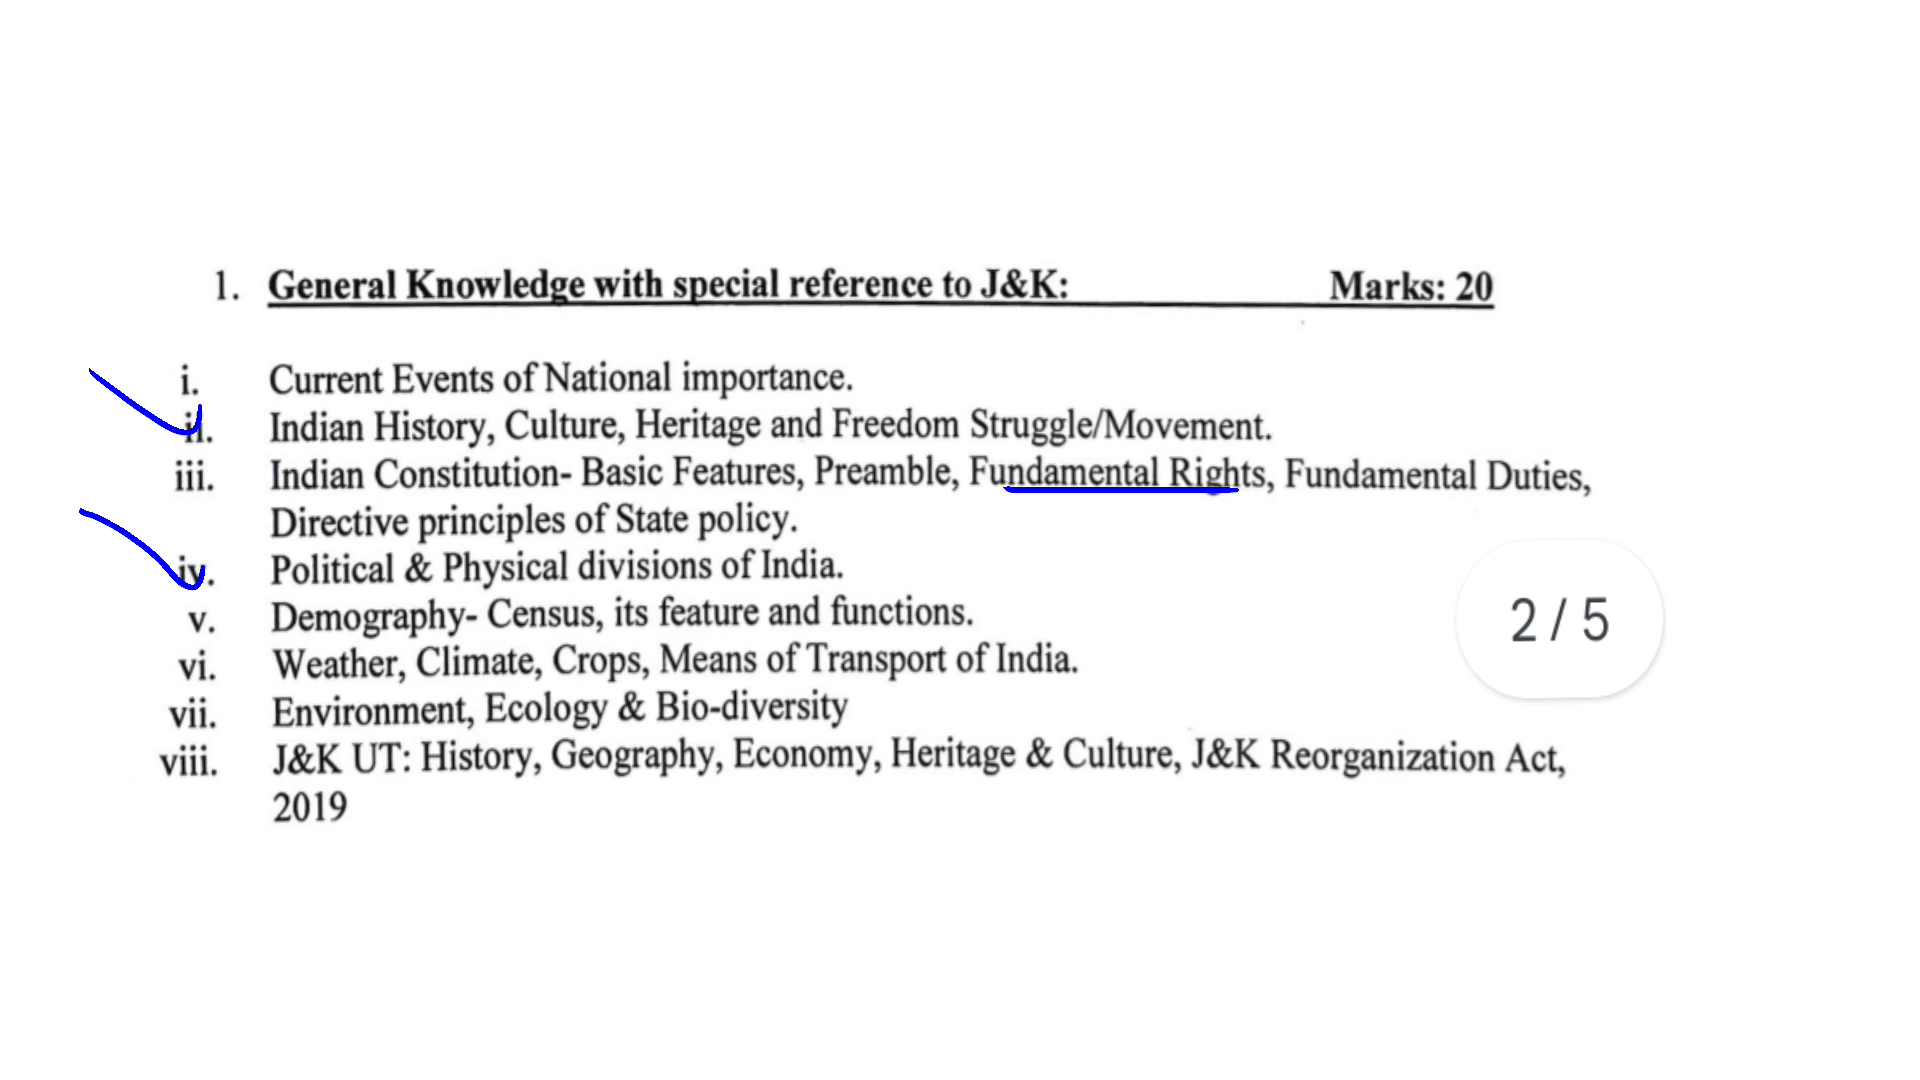 1. General Knowledge with special reference to J&K: Marks: 20
i. Current Events of National importance.
ii. Indian History, Culture, Heritage and Freedom Struggle/Movement.
iii. Indian Constitution- Basic Features, Preamble, Fundamental Rights, Fundamental Duties,
Directive principles of State policy.
iv. Political & Physical divisions of India.
v. Demography- Census, its feature and functions.
2 / 5
vi. Weather, Climate, Crops, Means of Transport of India.
vii. Environment, Ecology & Bio-diversity
viii. J&K UT: History, Geography, Economy, Heritage & Culture, J&K Reorganization Act,
2019